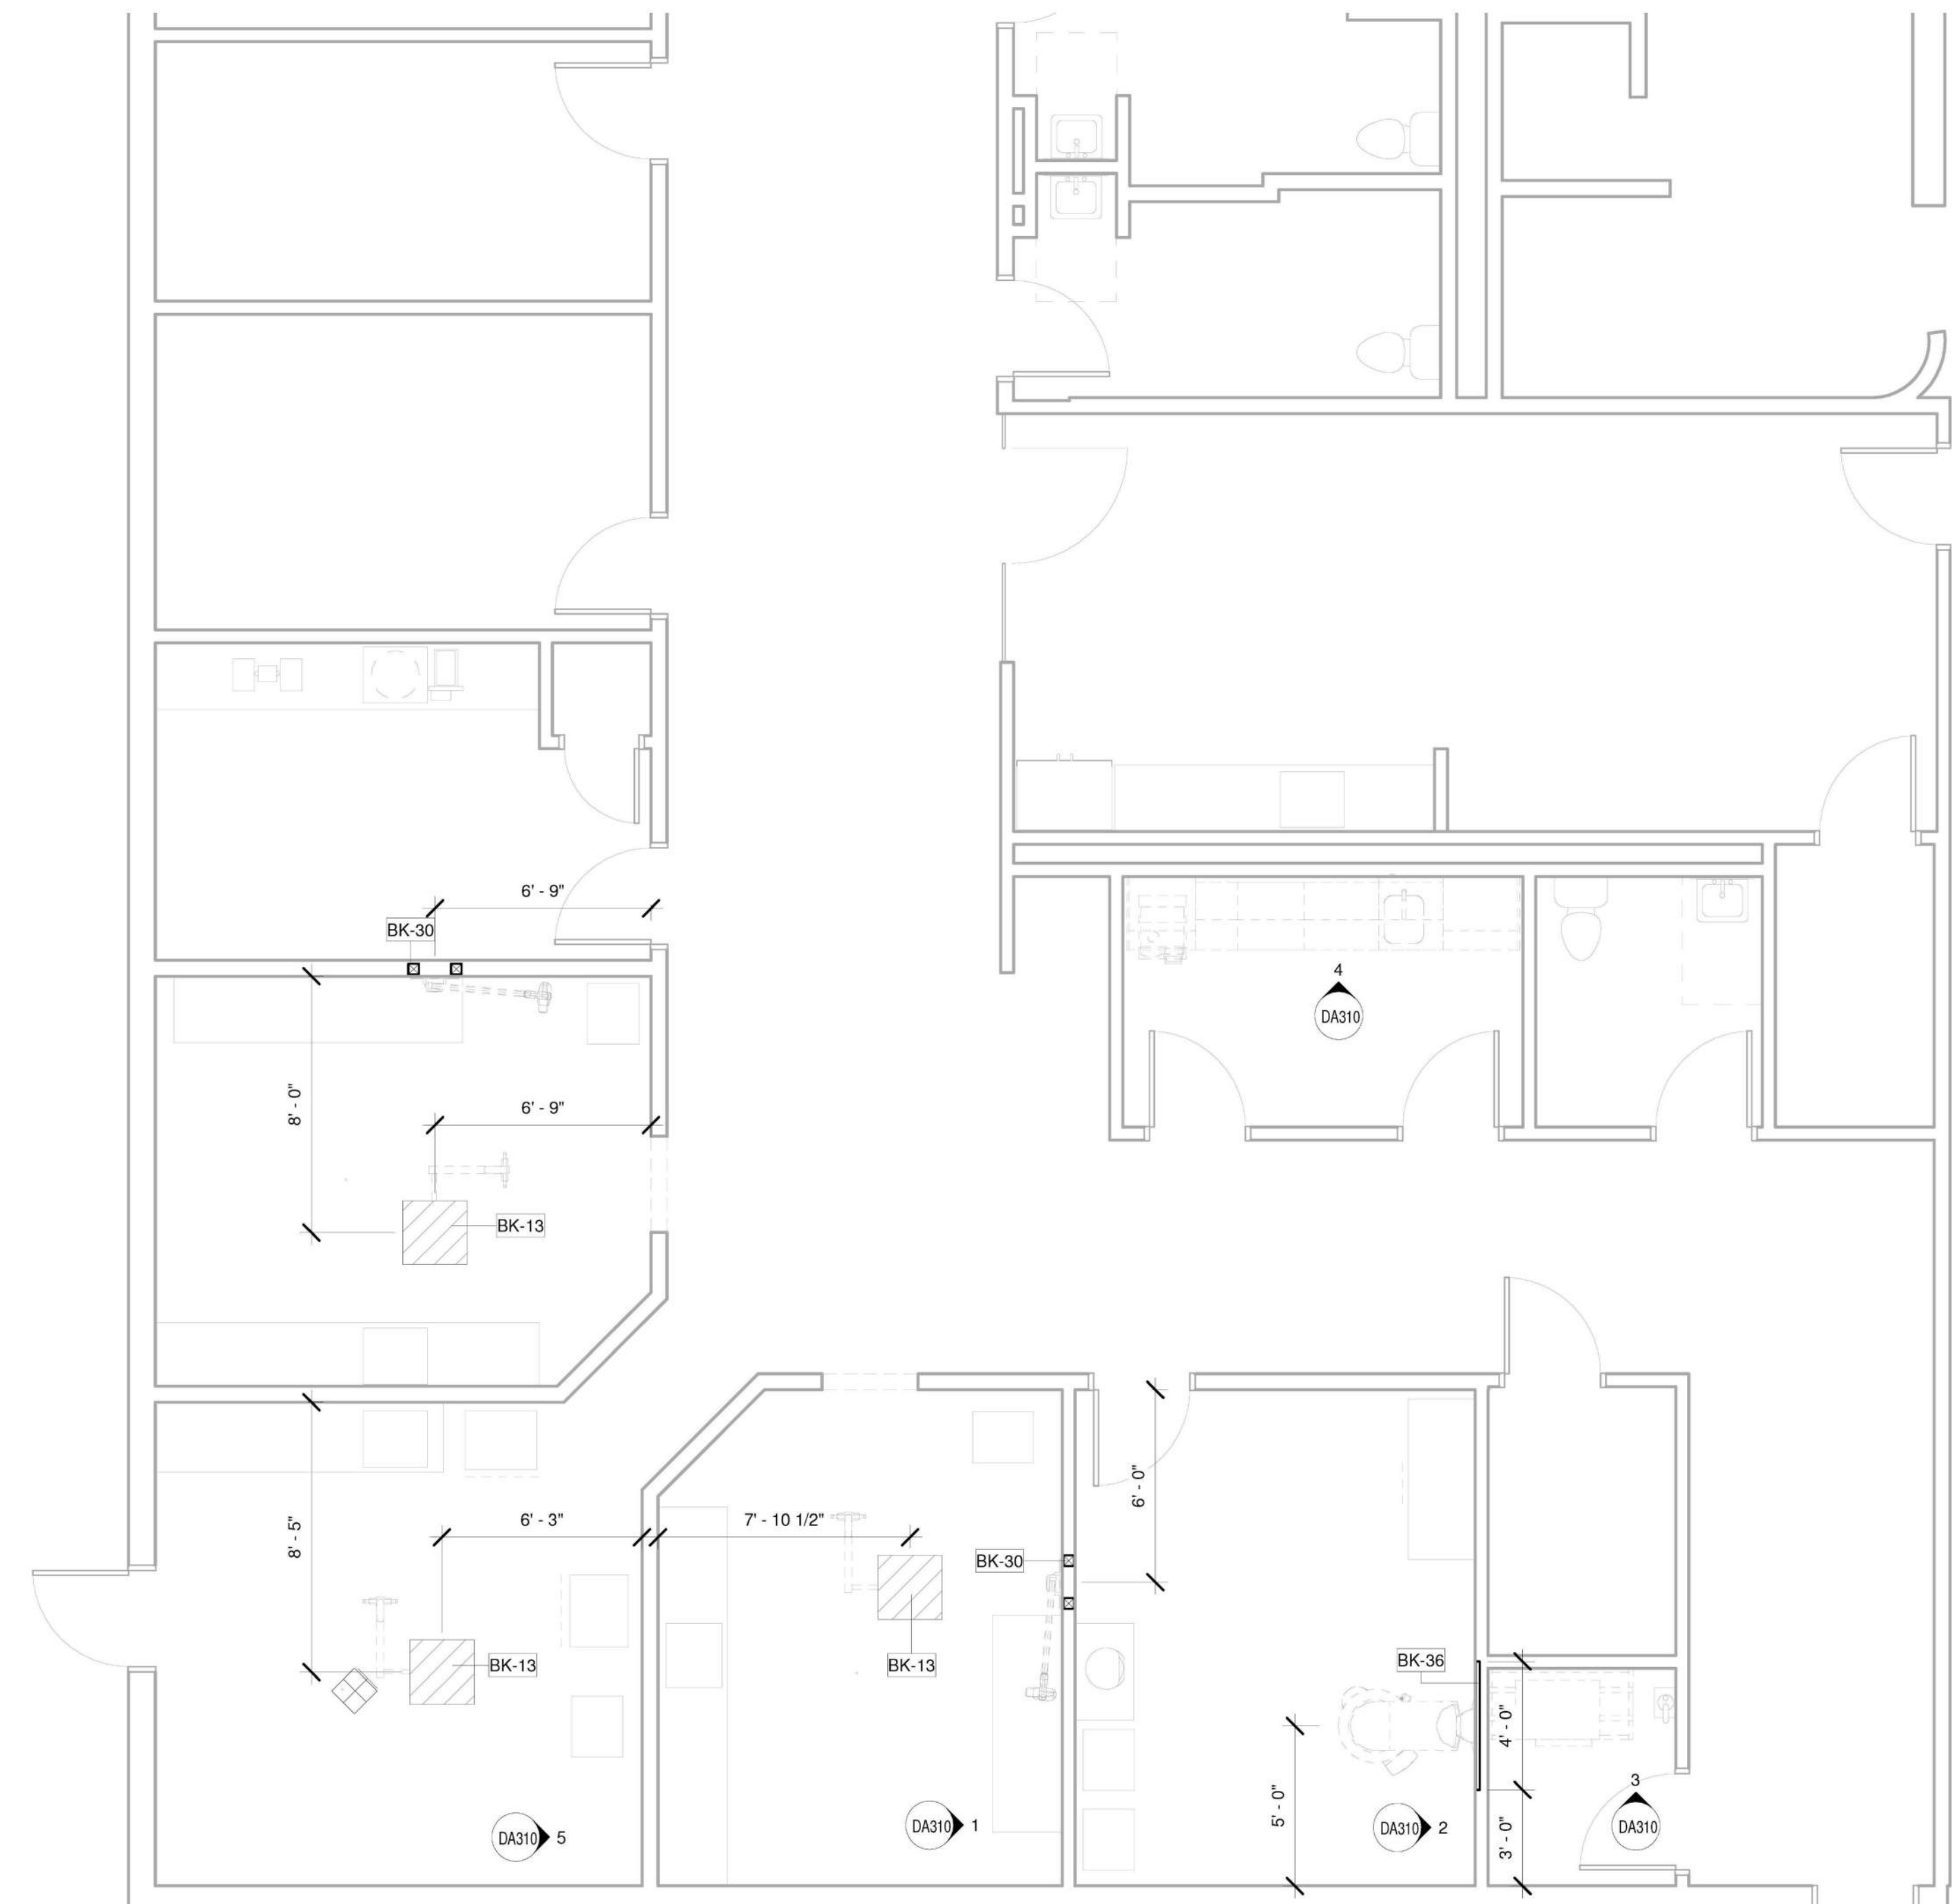 6' - 9"
BK-30
4
DA310
8' - 0"
6' - 9"
BK-13
6' - 0"
6' - 3"
7' - 10 1/2"
8' - 5"
BK-30
BK-13
BK-13
BK-36
4' - 0"
5' - 0"
3
DA310
3' - 0"
DA310 5
DA310 1
DA310 2